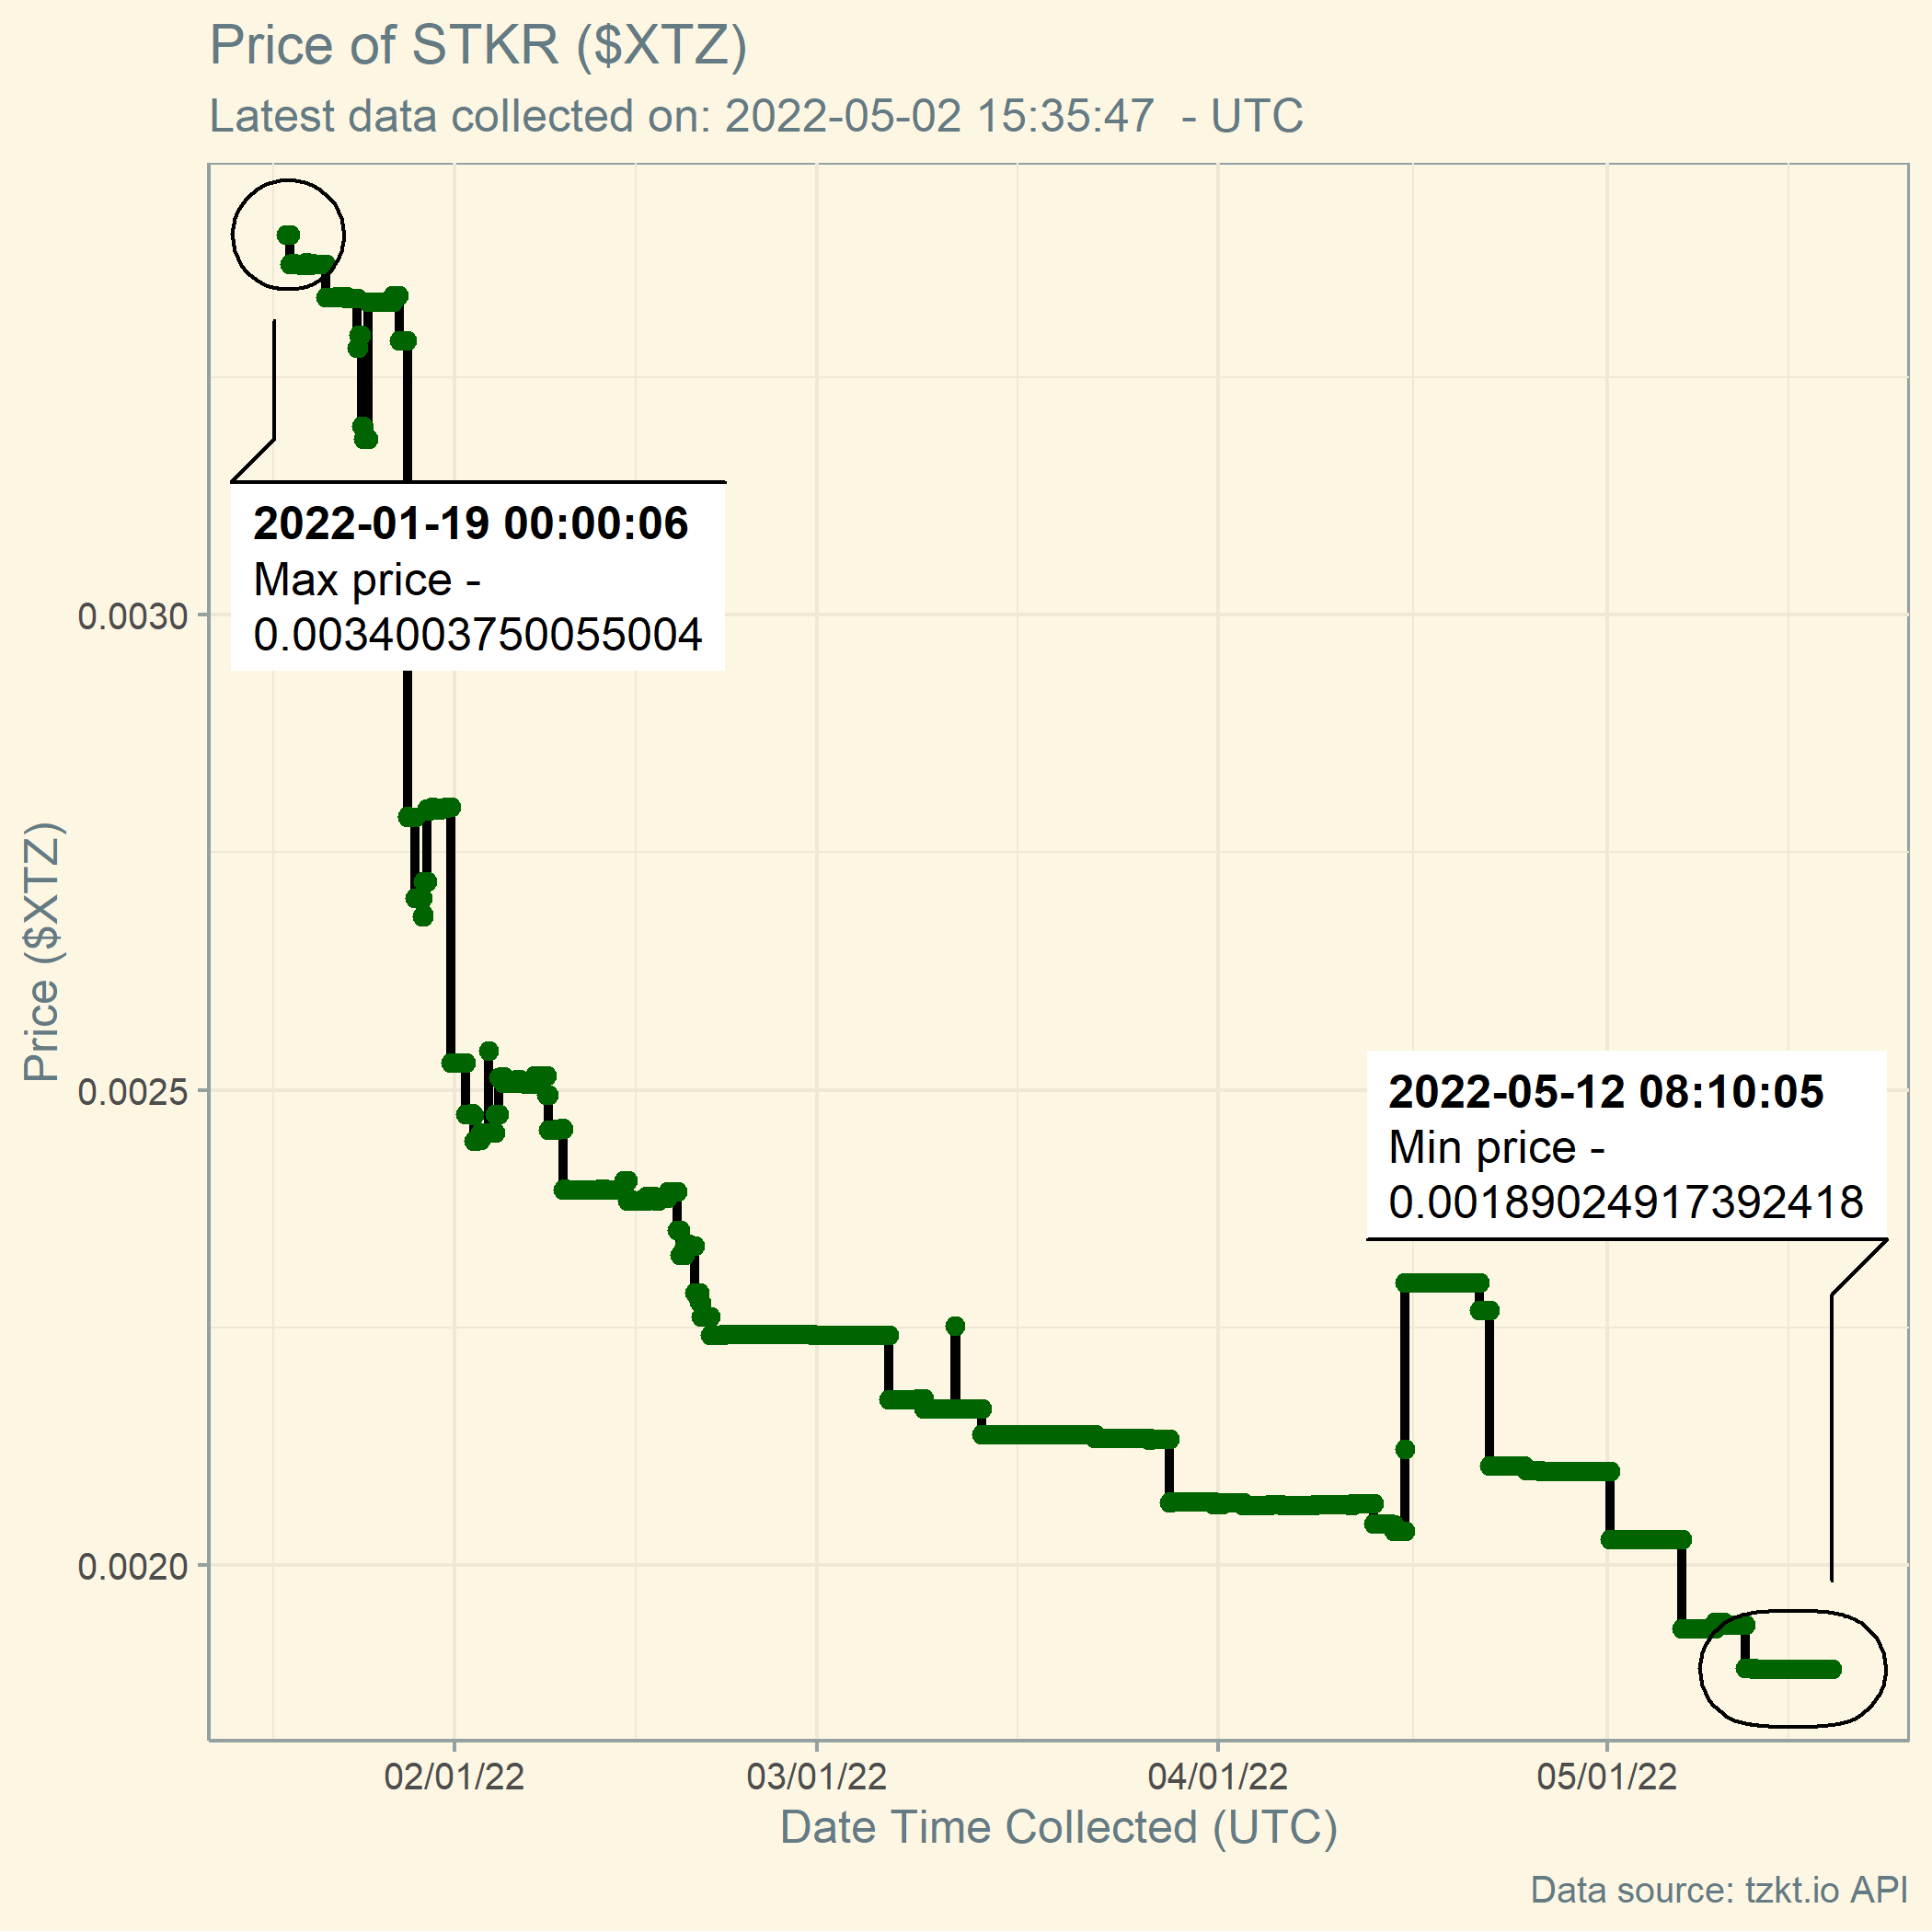 Price of STKR ($XTZ)
Latest data collected on: 2022-05-02 15:35:47  - UTC
2022-01-19 00:00:06
Max price -
0.0034003750055004
0.0030
0.0025
0.0020
Price ($XTZ)
2022-05-12 08:10:05
Min price -
0.00189024917392418
02/01/22
03/01/22
04/01/22
05/01/22
Date Time Collected (UTC)
Data source: tzkt.io API